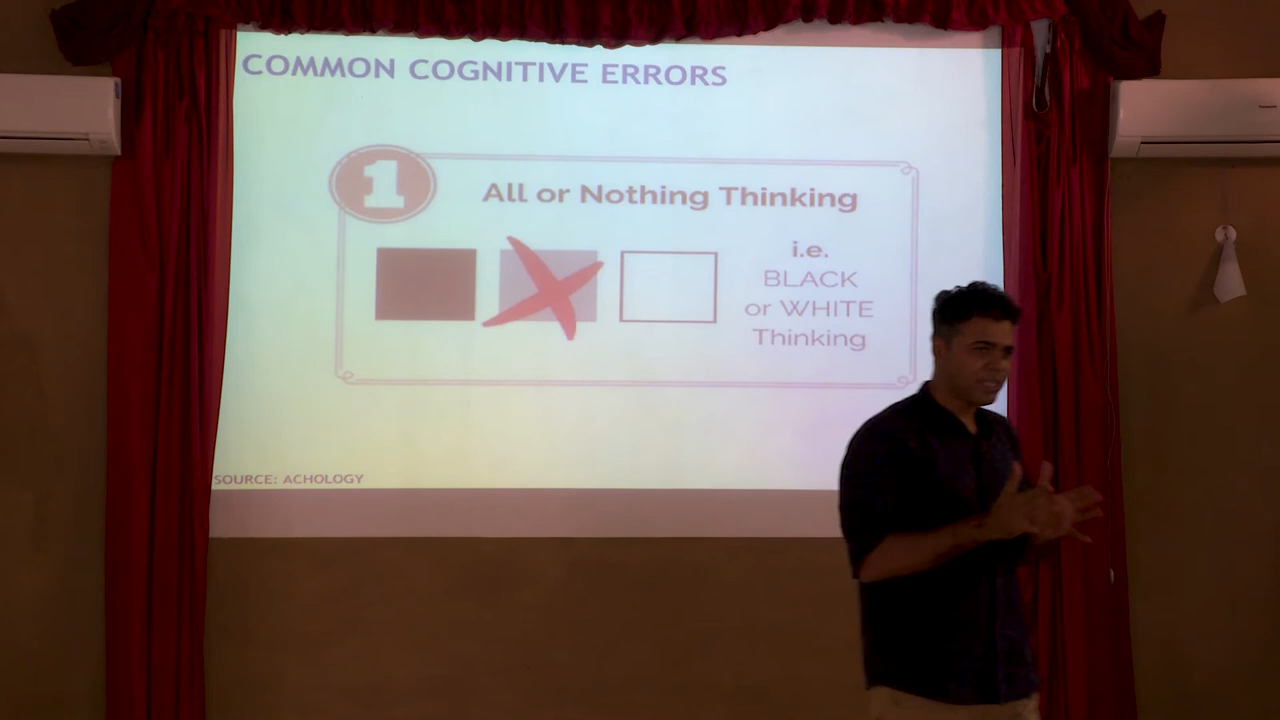 COMMON COGNITIVE ERRORS
1
All or Nothing Thinking
i.e.
BLACK
or WHITE
Thinking
SOURCE: ACHOLOGY